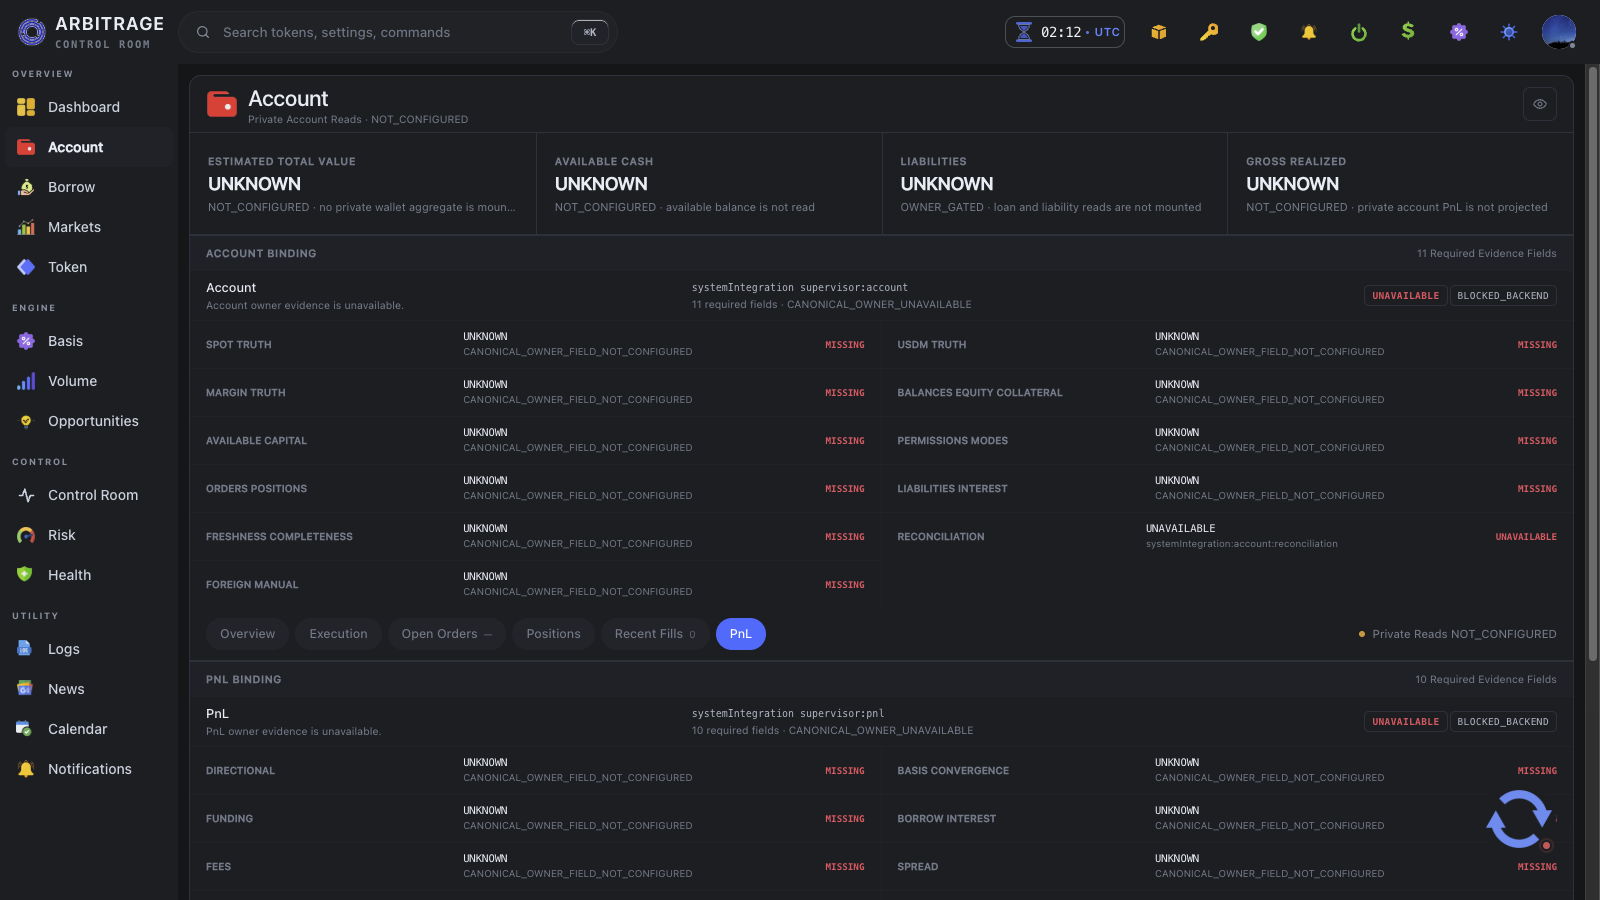 ARBITRAGE
CONTROL ROOM
Search tokens, settings, commands
⌘K
02:12 • UTC
OVERVIEW
Dashboard
Account
Borrow
Markets
Token
ENGINE
Basis
Volume
Opportunities
CONTROL
Control Room
Risk
Health
UTILITY
Logs
News
Calendar
Notifications
Account
Private Account Reads · NOT_CONFIGURED
ESTIMATED TOTAL VALUE
UNKNOWN
NOT_CONFIGURED · no private wallet aggregate is moun...
AVAILABLE CASH
UNKNOWN
NOT_CONFIGURED · available balance is not read
LIABILITIES
UNKNOWN
OWNER_GATED · loan and liability reads are not mounted
GROSS REALIZED
UNKNOWN
NOT_CONFIGURED · private account PnL is not projected
ACCOUNT BINDING
11 Required Evidence Fields
Account
Account owner evidence is unavailable.
systemIntegration supervisor:account
11 required fields · CANONICAL_OWNER_UNAVAILABLE
UNAVAILABLE
BLOCKED_BACKEND
SPOT TRUTH
UNKNOWN
CANONICAL_OWNER_FIELD_NOT_CONFIGURED
MISSING
USDM TRUTH
UNKNOWN
CANONICAL_OWNER_FIELD_NOT_CONFIGURED
MISSING
MARGIN TRUTH
UNKNOWN
CANONICAL_OWNER_FIELD_NOT_CONFIGURED
MISSING
BALANCES EQUITY COLLATERAL
UNKNOWN
CANONICAL_OWNER_FIELD_NOT_CONFIGURED
MISSING
AVAILABLE CAPITAL
UNKNOWN
CANONICAL_OWNER_FIELD_NOT_CONFIGURED
MISSING
PERMISSIONS MODES
UNKNOWN
CANONICAL_OWNER_FIELD_NOT_CONFIGURED
MISSING
ORDERS POSITIONS
UNKNOWN
CANONICAL_OWNER_FIELD_NOT_CONFIGURED
MISSING
LIABILITIES INTEREST
UNKNOWN
CANONICAL_OWNER_FIELD_NOT_CONFIGURED
MISSING
FRESHNESS COMPLETENESS
UNKNOWN
CANONICAL_OWNER_FIELD_NOT_CONFIGURED
MISSING
RECONCILIATION
UNAVAILABLE
systemIntegration:account:reconciliation
UNAVAILABLE
FOREIGN MANUAL
UNKNOWN
CANONICAL_OWNER_FIELD_NOT_CONFIGURED
MISSING
Overview
Execution
Open Orders —
Positions
Recent Fills 0
PnL
Private Reads NOT_CONFIGURED
PNL BINDING
10 Required Evidence Fields
PnL
PnL owner evidence is unavailable.
systemIntegration supervisor:pnl
10 required fields · CANONICAL_OWNER_UNAVAILABLE
UNAVAILABLE
BLOCKED_BACKEND
DIRECTIONAL
UNKNOWN
CANONICAL_OWNER_FIELD_NOT_CONFIGURED
MISSING
BASIS CONVERGENCE
UNKNOWN
CANONICAL_OWNER_FIELD_NOT_CONFIGURED
MISSING
FUNDING
UNKNOWN
CANONICAL_OWNER_FIELD_NOT_CONFIGURED
MISSING
BORROW INTEREST
UNKNOWN
CANONICAL_OWNER_FIELD_NOT_CONFIGURED
FEES
UNKNOWN
CANONICAL_OWNER_FIELD_NOT_CONFIGURED
MISSING
SPREAD
UNKNOWN
CANONICAL_OWNER_FIELD_NOT_CONFIGURED
MISSING